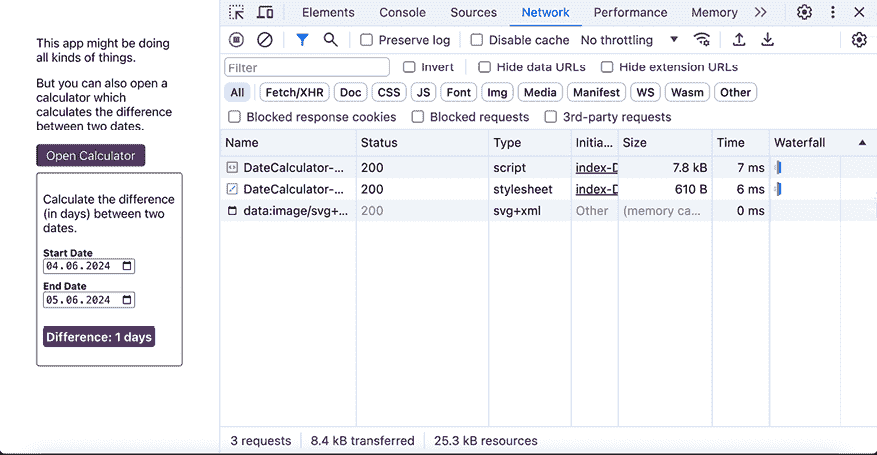 This app might be doing
all kinds of things.
But you can also open a
calculator which
calculates the difference
between two dates.
Open Calculator
Calculate the difference
(in days) between two
dates.
Start Date
04.06.2024
End Date
05.06.2024
Difference: 1 days
Elements Console Sources Network Performance Memory
Preserve log Disable cache No throttling
Filter Invert Hide data URLs Hide extension URLs
All Fetch/XHR Doc CSS JS Font Img Media Manifest WS Wasm Other
Blocked response cookies Blocked requests 3rd-party requests
Name Status Type Initia... Size Time Waterfall
DateCalculator-... 200 script index-D 7.8 kB 7 ms
DateCalculator-... 200 stylesheet index-D 610 B 6 ms
data:image/svg+... 200 svg+xml Other (memory ca... 0 ms
3 requests 8.4 kB transferred 25.3 kB resources